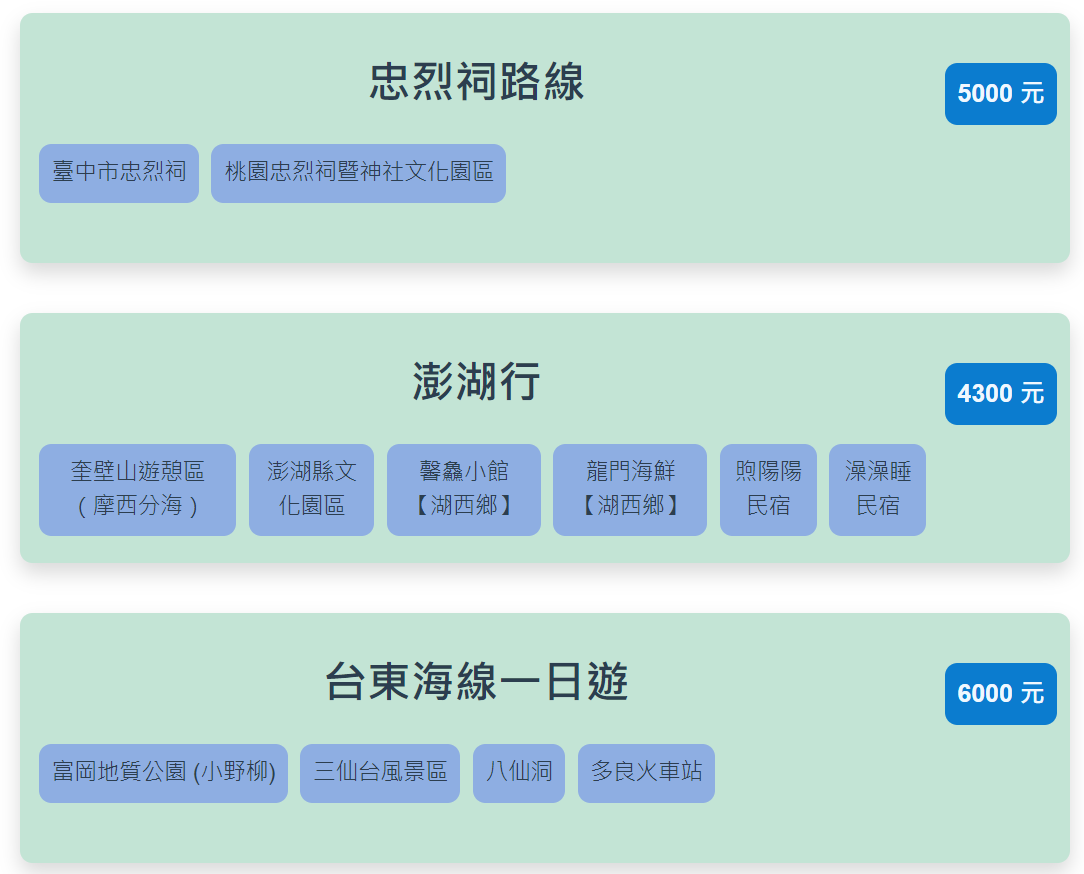 忠烈祠路線
5000 元
臺中市忠烈祠
桃園忠烈祠暨神社文化園區
澎湖行
4300 元
奎壁山遊憩區
（摩西分海）
澎湖縣文
化園區
馨鱻小館
【湖西鄉】
龍門海鮮
【湖西鄉】
煦陽陽
民宿
澡澡睡
民宿
台東海線一日遊
6000 元
富岡地質公園 (小野柳)
三仙台風景區
八仙洞
多良火車站